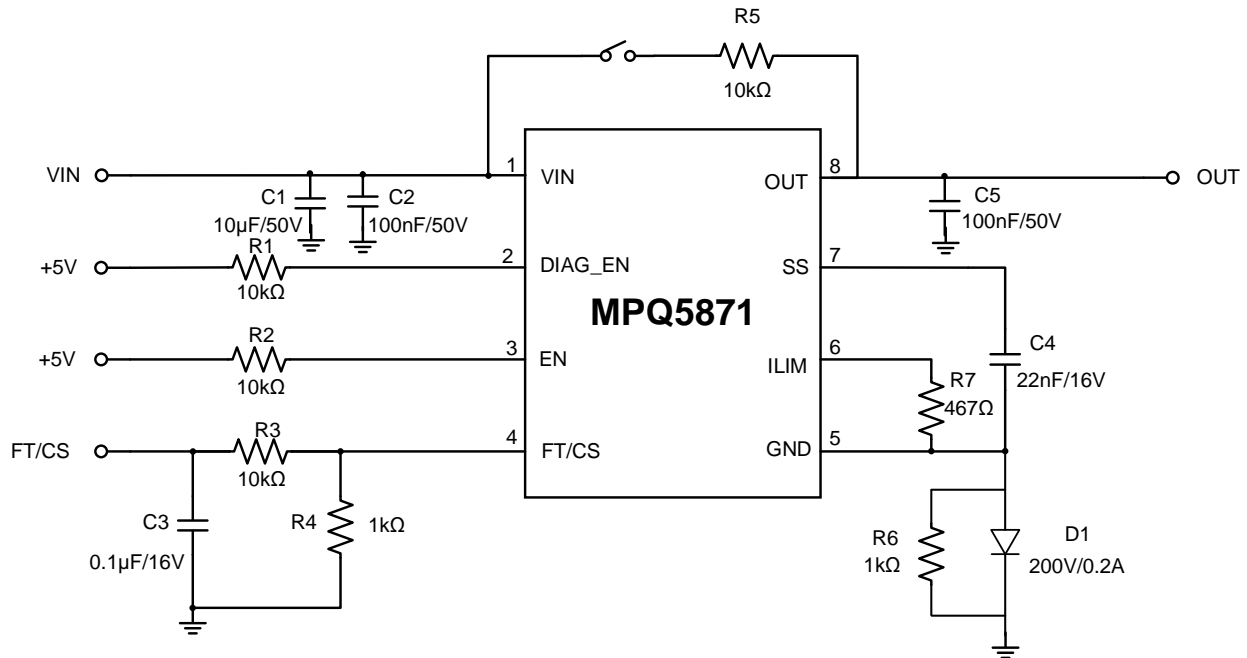 R5
10kΩ
VIN
1
VIN
OUT
8
OUT
C1
10µF/50V
C2
100nF/50V
C5
100nF/50V
+5V
R1
10kΩ
2
DIAG_EN
SS
7
MPQ5871
+5V
R2
10kΩ
3
EN
ILIM
6
R7
467Ω
C4
22nF/16V
FT/CS
R3
10kΩ
4
FT/CS
GND
5
C3
0.1µF/16V
R4
1kΩ
R6
1kΩ
D1
200V/0.2A